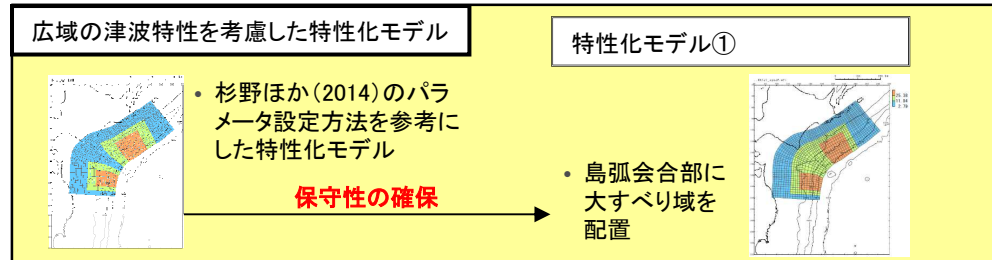 広域の津波特性を考慮した特性化モデル
特性化モデル①
• 杉野ほか(2014)のパラ
メータ設定方法を参考に
した特性化モデル
保守性の確保
• 島弧会合部に
大すべり域を
配置